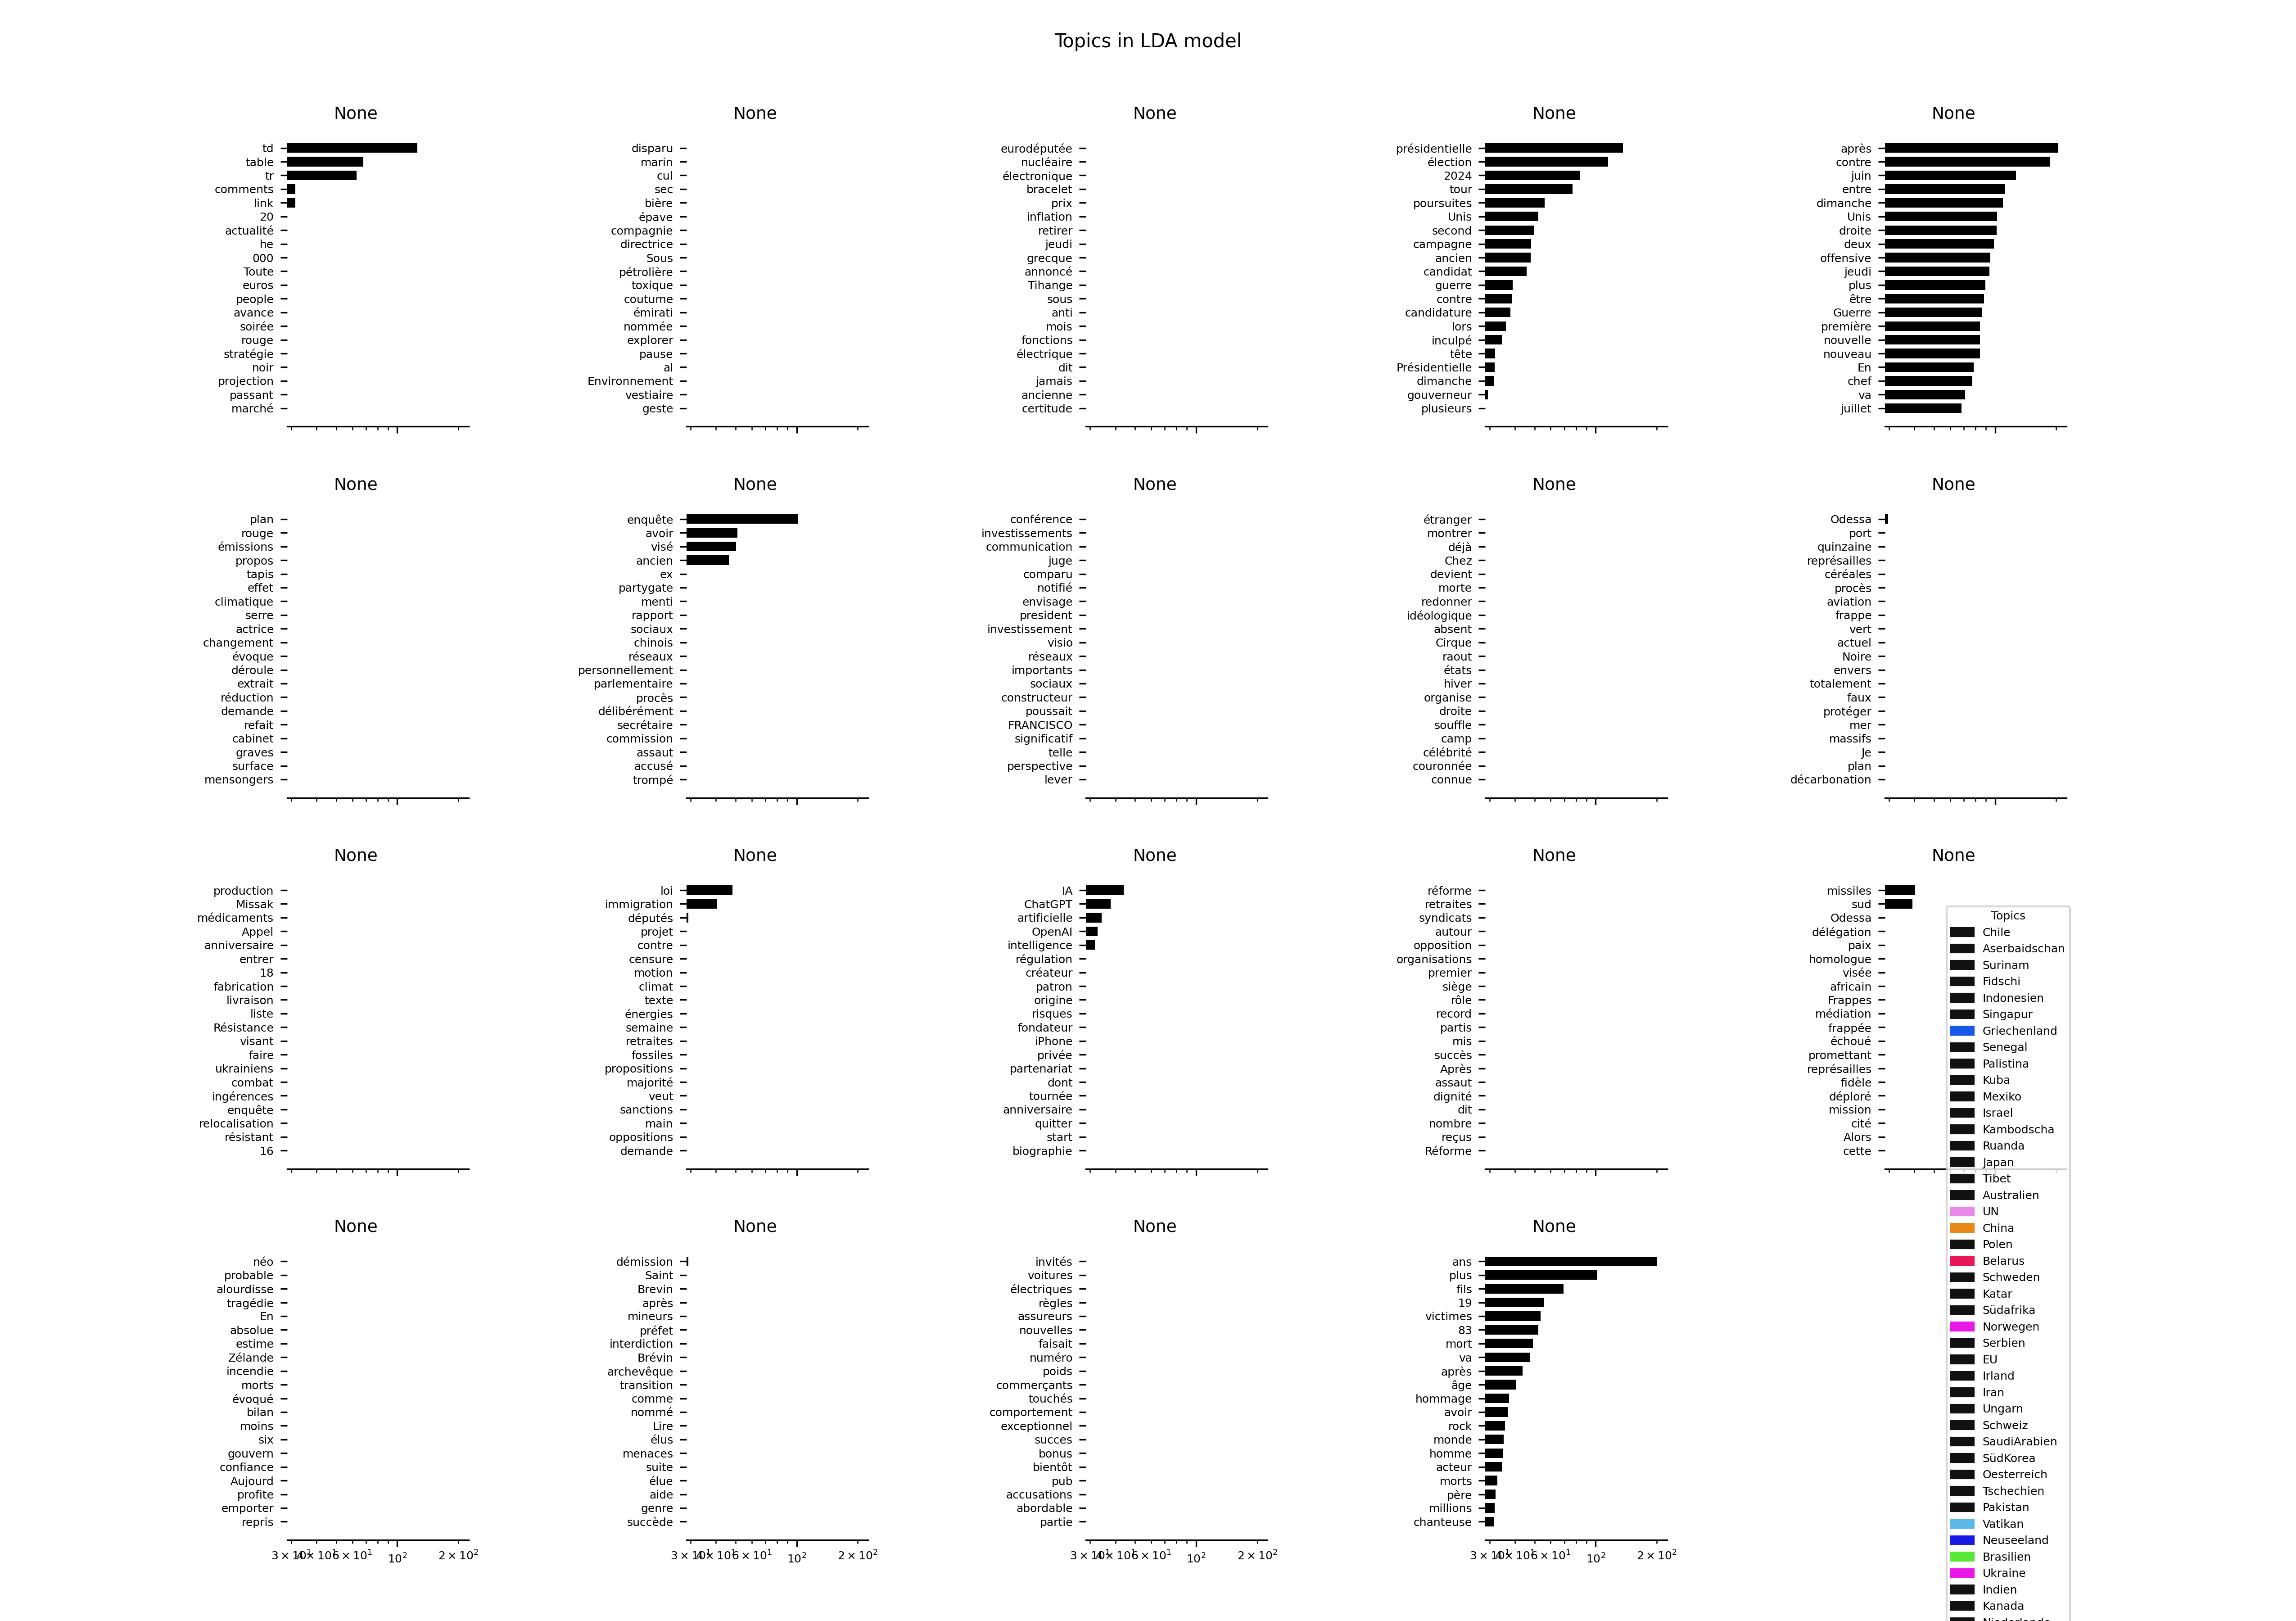 Topics in LDA model
None
td
table
tr
comments
link
20
actualité
he
000
Toute
euros
people
avance
soirée
rouge
stratégie
noir
projection
passant
marché
None
disparu
marin
cul
sec
bière
épave
compagnie
directrice
Sous
pétrolière
toxique
coutume
émirati
nommée
explorer
pause
al
Environnement
vestiaire
geste
None
eurodéputée
nucléaire
électronique
bracelet
prix
inflation
retirer
jeudi
grecque
annoncé
Tihange
sous
anti
mois
fonctions
électrique
dit
jamais
ancienne
certitude
None
présidentielle
élection
2024
tour
poursuites
Unis
second
campagne
ancien
candidat
guerre
contre
candidature
lors
inculpé
tête
Présidentielle
dimanche
gouverneur
plusieurs
None
après
contre
juin
entre
dimanche
Unis
droite
deux
offensive
jeudi
plus
être
Guerre
première
nouvelle
nouveau
En
chef
va
juillet
None
plan
rouge
émissions
propos
tapis
effet
climatique
serre
actrice
changement
évoque
déroule
extrait
réduction
demande
refait
cabinet
graves
surface
mensongers
None
enquête
avoir
visé
ancien
ex
partygate
menti
rapport
sociaux
chinois
réseaux
personnellement
parlementaire
procès
délibérément
secrétaire
commission
assaut
accusé
trompé
None
conférence
investissements
communication
juge
comparu
notifié
envisage
president
investissement
visio
réseaux
importants
sociaux
constructeur
poussait
FRANCISCO
significatif
telle
perspective
lever
None
étranger
montrer
déjà
Chez
devient
morte
redonner
idéologique
absent
Cirque
raout
états
hiver
organise
droite
souffle
camp
célébrité
couronnée
connue
None
Odessa
port
quinzaine
représailles
céréales
procès
aviation
frappe
vert
actuel
Noire
envers
totalement
faux
protéger
mer
massifs
Je
plan
décarbonation
None
production
Missak
médicaments
Appel
anniversaire
entrer
18
fabrication
livraison
liste
Résistance
visant
faire
ukrainiens
combat
ingérences
enquête
relocalisation
résistant
16
None
loi
immigration
députés
projet
contre
censure
motion
climat
texte
énergies
semaine
retraites
fossiles
propositions
majorité
veut
sanctions
main
oppositions
demande
None
IA
ChatGPT
artificielle
OpenAI
intelligence
régulation
créateur
patron
origine
risques
fondateur
iPhone
privée
partenariat
dont
tournée
anniversaire
quitter
start
biographie
None
réforme
retraites
syndicats
autour
opposition
organisations
premier
siège
rôle
record
partis
mis
succès
Après
assaut
dignité
dit
nombre
reçus
Réforme
None
missiles
sud
Odessa
délégation
paix
homologue
visée
africain
Frappes
médiation
frappée
échoué
promettant
représailles
fidèle
déploré
mission
cité
Alors
cette
None
néo
probable
alourdisse
tragédie
En
absolue
estime
Zélande
incendie
morts
évoqué
bilan
moins
six
gouvern
confiance
Aujourd
profite
emporter
repris
10²
2 × 10²
None
démission
Saint
Brevin
après
mineurs
préfet
interdiction
Brévin
archevêque
transition
comme
nommé
Lire
élus
menaces
suite
élue
aide
genre
succède
10²
2 × 10²
None
invités
voitures
électriques
règles
assureurs
nouvelles
faisait
numéro
poids
commerçants
touchés
comportement
exceptionnel
succes
bonus
bientôt
pub
accusations
abordable
partie
10²
2 × 10²
None
ans
plus
fils
19
victimes
83
mort
va
après
âge
hommage
avoir
rock
monde
homme
acteur
morts
père
millions
chanteuse
10²
2 × 10²
Topics
Chile
Aserbaidschan
Surinam
Fidschi
Indonesien
Singapur
Griechenland
Senegal
Palistina
Kuba
Mexiko
Israel
Kambodscha
Ruanda
Japan
Tibet
Australien
UN
China
Polen
Belarus
Schweden
Katar
Südafrika
Norwegen
Serbien
EU
Irland
Iran
Ungarn
Schweiz
SaudiArabien
SüdKorea
Oesterreich
Tschechien
Pakistan
Vatikan
Neuseeland
Brasilien
Ukraine
Indien
Kanada